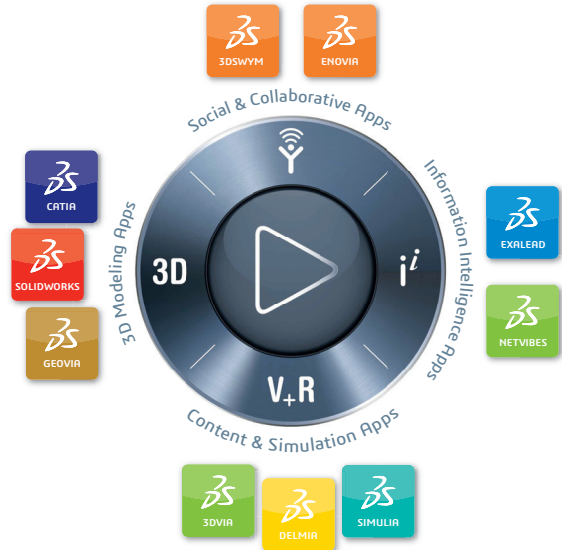 3DSWYM
ENOVIA
Social & Collaborative Apps
CATIA
SOLIDWORKS
GEOVIA
3D Modeling Apps
3D
i i
V+R
Information Intelligence Apps
EXALEAD
NETVIBES
Content & Simulation Apps
3DVIA
DELMIA
SIMULIA